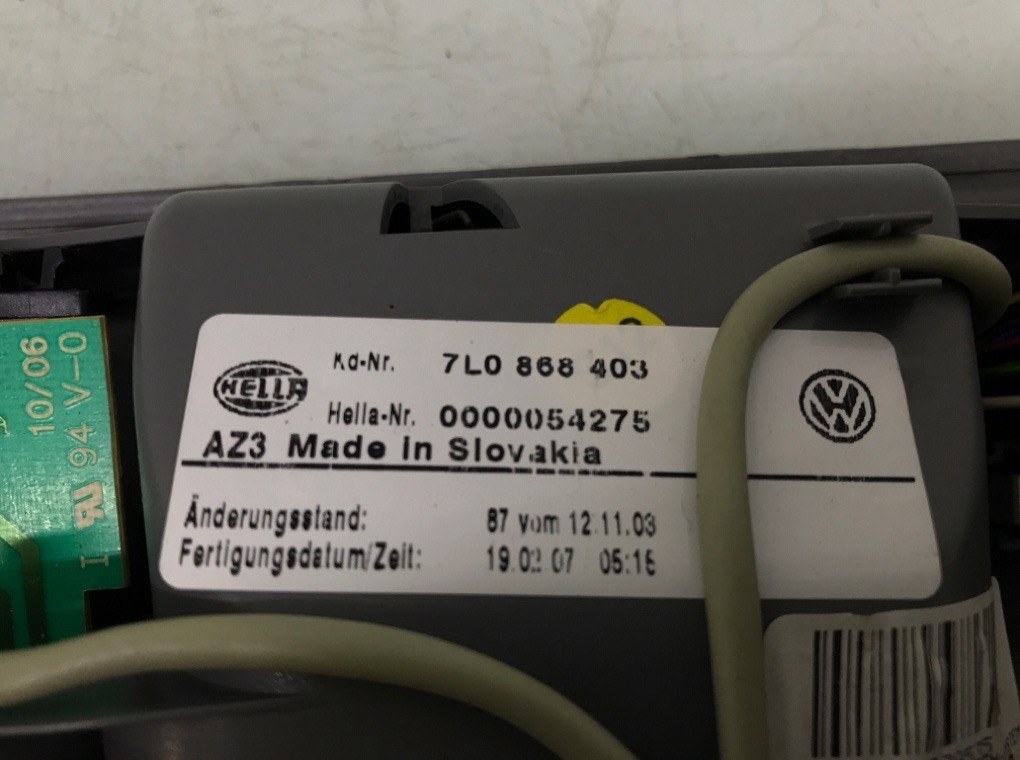 10/06
94 V-0
HELLA
Kd-Nr. 7L0 868 403
Hella-Nr. 0000054275
AZ3 Made in Slovakia
Änderungsstand: 87 vom 12.11.03
Fertigungsdatum/Zeit: 19.02 07 05:15